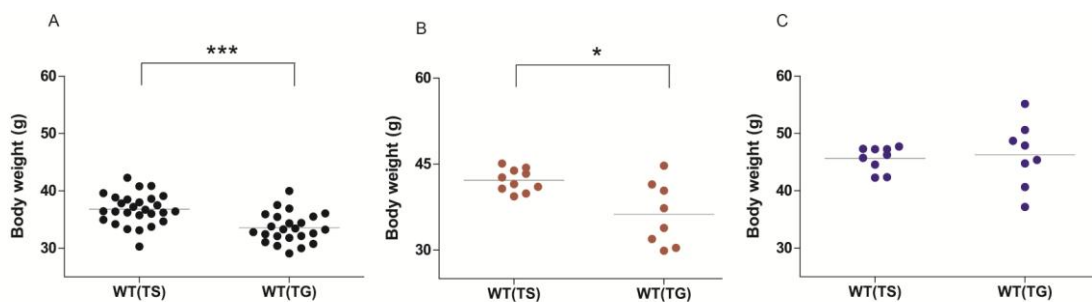 A
***
Body weight (g)
60
50
40
30
WT(TS)
WT(TG)
B
*
Body weight (g)
60
45
30
WT(TS)
WT(TG)
C
Body weight (g)
60
50
40
30
WT(TS)
WT(TG)